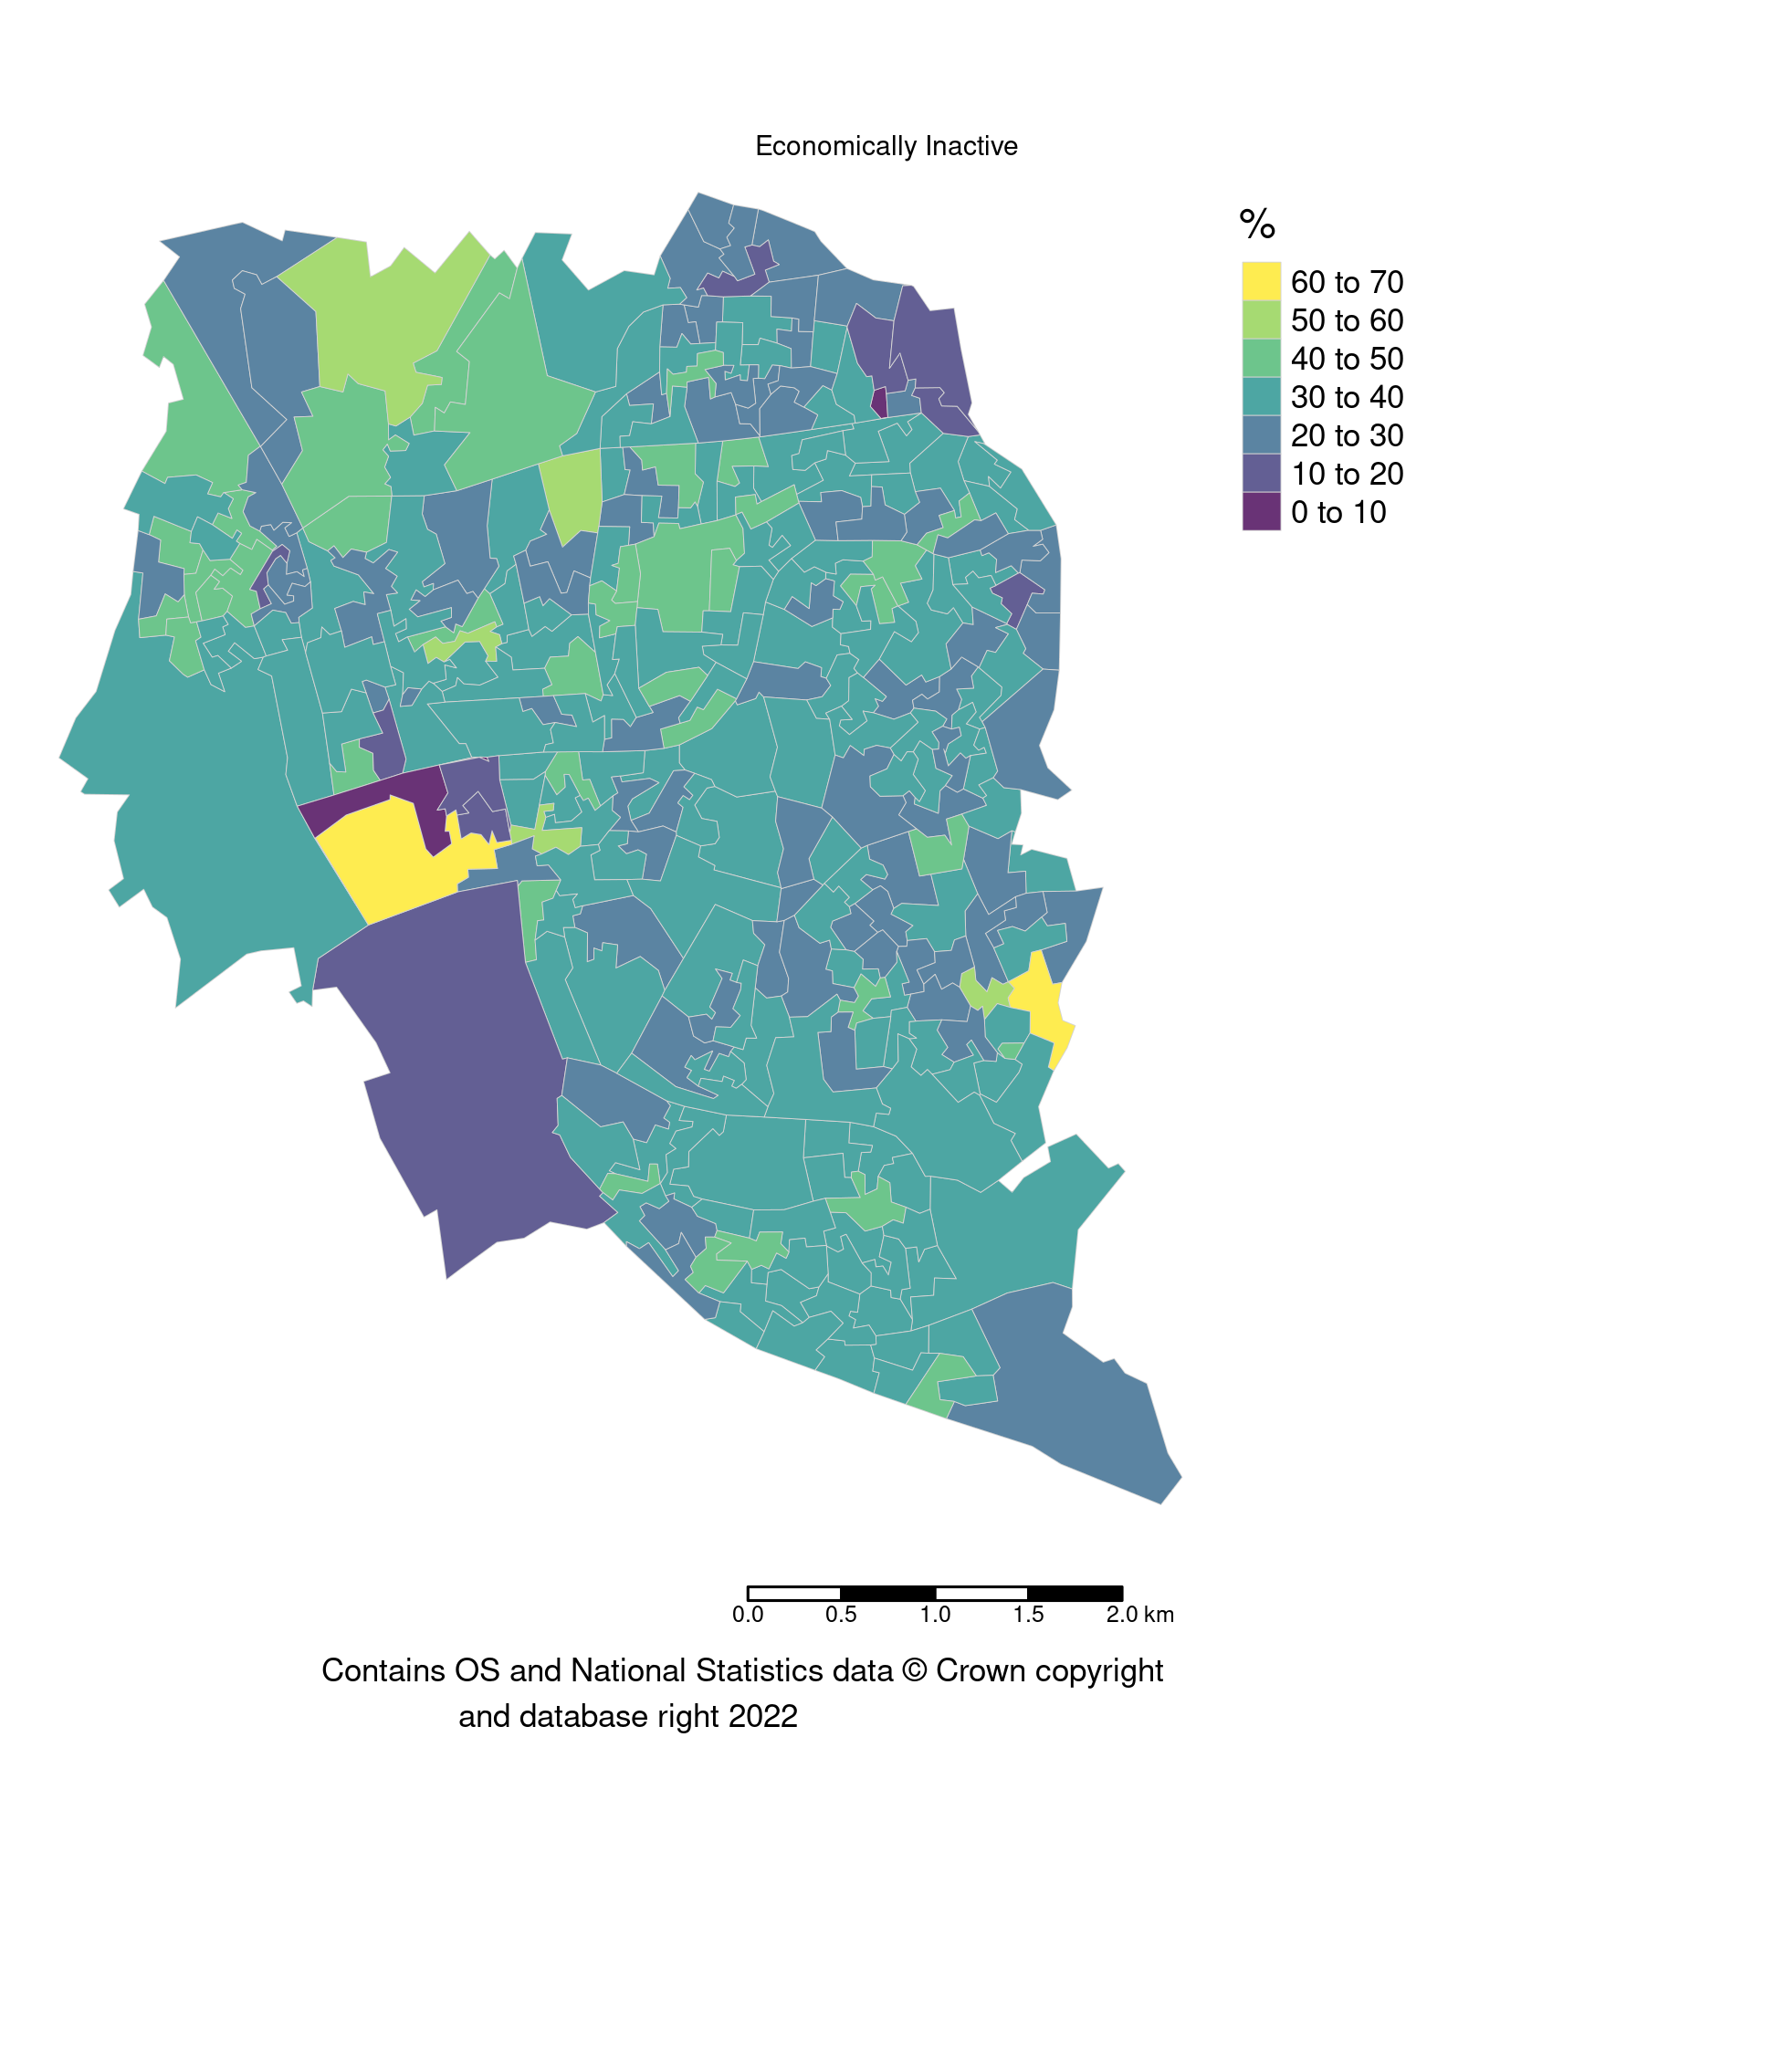 Economically Inactive
%
60 to 70
50 to 60
40 to 50
30 to 40
20 to 30
10 to 20
0 to 10
0.0 0.5 1.0 1.5 2.0 km
Contains OS and National Statistics data © Crown copyright
and database right 2022